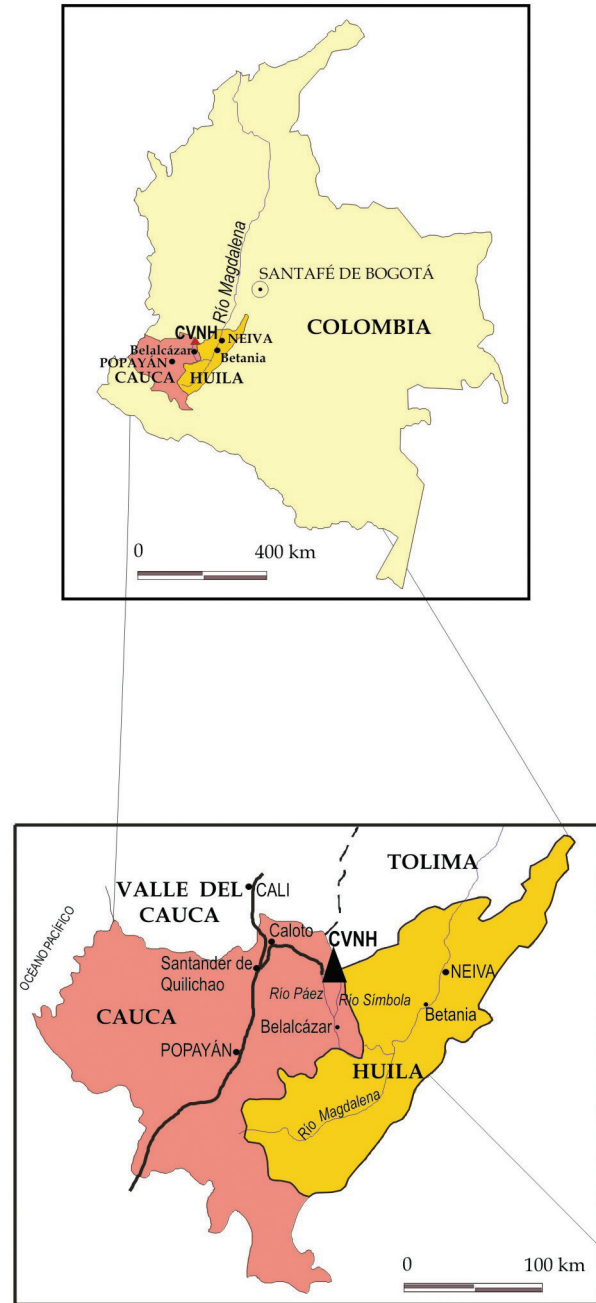 Rio Magdalena
SANTAFÉ DE BOGOTÁ
COLOMBIA
CVNH
NEIVA
Belalcázar
Betania
POPAYÁN
CAUCA
HUILA
0 400 km
TOLIMA
VALLE DEL
CAUCA
CALI
OCÉANO PACÍFICO
Caloto
CVNH
Santander de
Quilichao
NEIVA
Río Páez
Río Símbola
Betania
CAUCA
Belalcázar
POPAYÁN
HUILA
Rio Magdalena
0 100 km